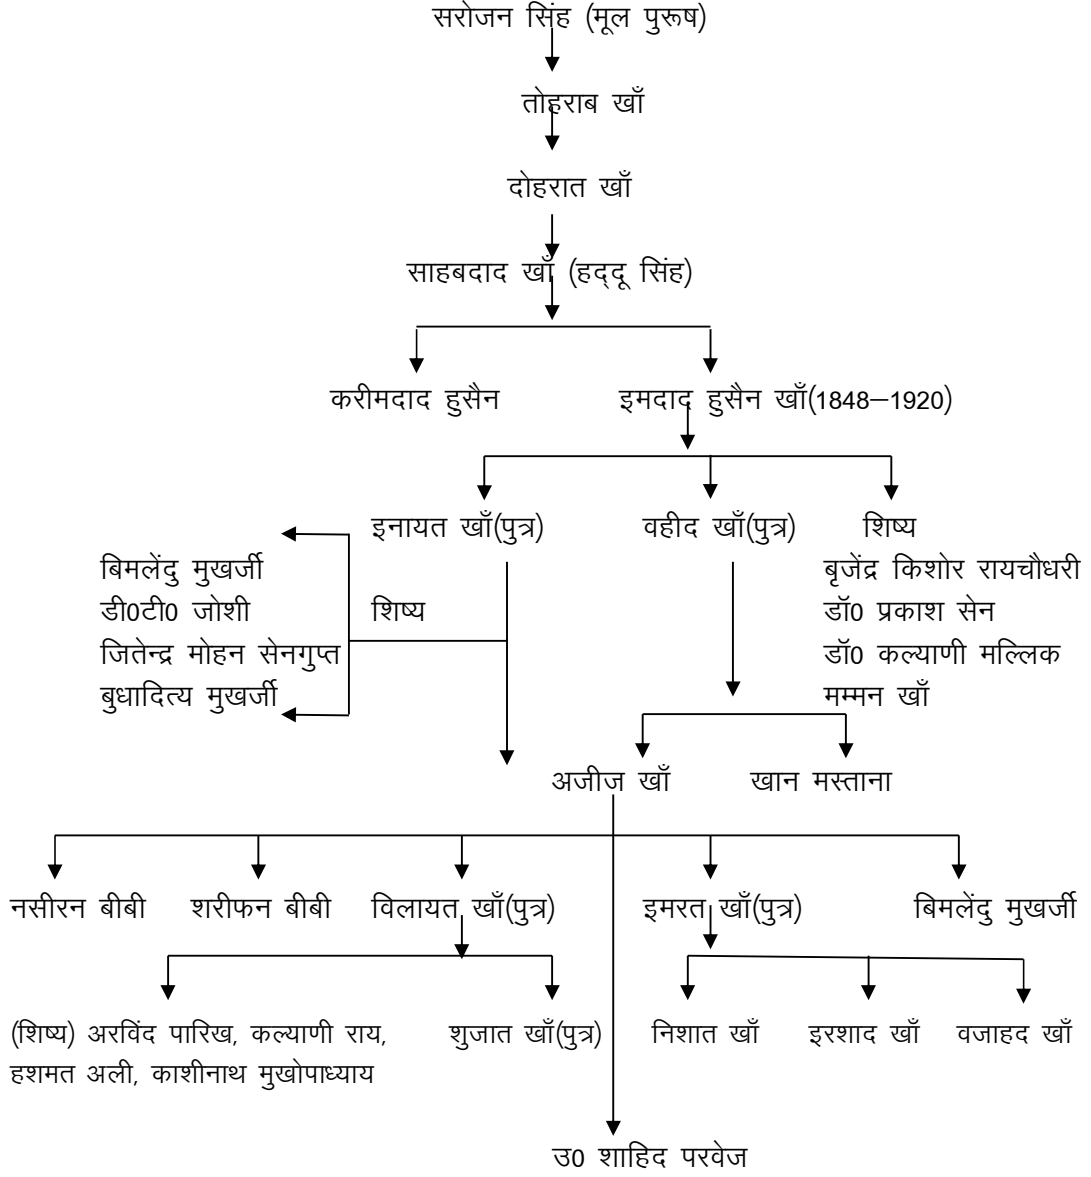 सरोजन सिंह (मूल पुरूष)
तोहराब खाँ
दोहरात खाँ
साहबदाद खाँ (हद्दू सिंह)
करीमदाद हुसैन
इमदाद हुसैन खाँ(1848–1920)
इनायत खाँ(पुत्र)
वहीद खाँ(पुत्र)
शिष्य
बिमलेंदु मुखर्जी
डी0टी0 जोशी
जितेन्द्र मोहन सेनगुप्त
बुधादित्य मुखर्जी
शिष्य
बृजेंद्र किशोर रायचौधरी
डॉ0 प्रकाश सेन
डॉ0 कल्याणी मल्लिक
मम्मन खाँ
अजीज खाँ
खान मस्ताना
नसीरन बीबी
शरीफन बीबी
विलायत खाँ(पुत्र)
इमरत खाँ(पुत्र)
बिमलेंदु मुखर्जी
(शिष्य) अरविंद पारिख, कल्याणी राय,
हशमत अली, काशीनाथ मुखोपाध्याय
शुजात खाँ(पुत्र)
निशात खाँ
इरशाद खाँ
वजाहद खाँ
उ0 शाहिद परवेज